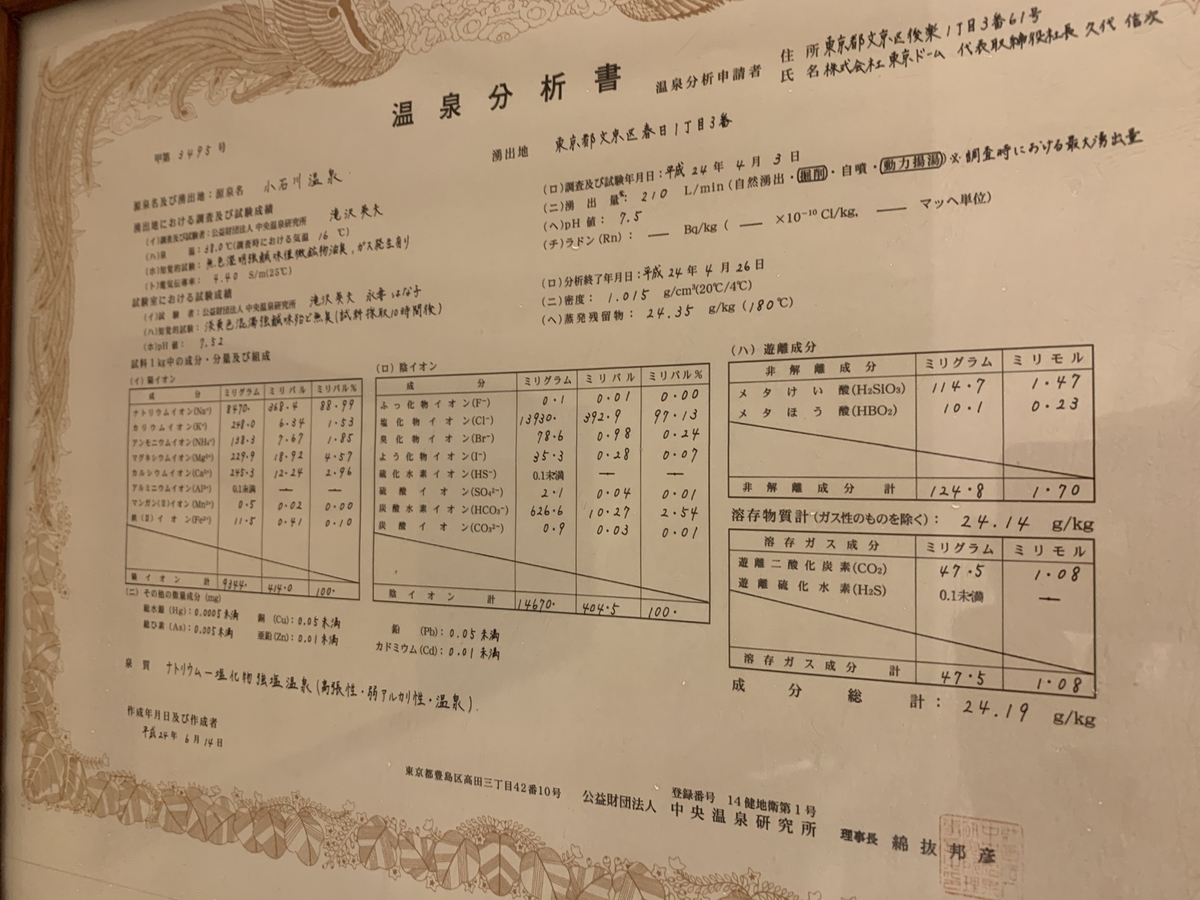 温泉分析書
温泉分析申請者
住所 東京都文京区後楽1丁目3番61号
氏名 株式会社東京ドーム 代表取締役社長 久代 信次
甲第 3495 号
湧出地 東京都文京区春日1丁目3番
源泉名及び湧出地:源泉名 小石川温泉
湧出地における調査及び試験成績
(イ)調査及び試験者:公益財団法人 中央温泉研究所 滝沢英夫
(ロ)調査及び試験年月日:平成24年4月3日
(ハ)泉温:38.0℃(調査時における気温 16 ℃)
(ニ)湧出量※:210 L/min(自然湧出・掘削・自噴・動力揚湯)※調査時における最大湧出量
(ホ)知覚的試験:無色澄明強鹹味性微鉱物油臭,ガス発生有り
(ヘ)pH値:7.5
(ト)電気伝導率:4.40 S/m(25℃)
(チ)ラドン(Rn):― Bq/kg(― ×10⁻¹⁰ Ci/kg, ― マッヘ単位)
試験室における試験成績
(イ)試験者:公益財団法人 中央温泉研究所 滝沢英夫 永峯はな子
(ロ)分析終了年月日:平成24年4月26日
(ハ)知覚的試験:淡黄色混濁強鹹味殆ど無臭(試料採取10時間後)
(ニ)密度:1.015 g/cm³(20℃/4℃)
(ホ)pH値:7.52
(ヘ)蒸発残留物:24.35 g/kg(180℃)
試料1kg中の成分・分量及び組成
(イ)陽イオン
成分 ミリグラム ミリバル ミリバル%
ナトリウムイオン(Na⁺) 8470. 368.4 88.99
カリウムイオン(K⁺) 248.0 6.34 1.53
アンモニウムイオン(NH₄⁺) 138.3 7.67 1.85
マグネシウムイオン(Mg²⁺) 229.9 18.92 4.57
カルシウムイオン(Ca²⁺) 245.3 12.24 2.96
アルミニウムイオン(Al³⁺) 0.1未満 ― ―
マンガン(Ⅱ)イオン(Mn²⁺) 0.5 0.02 0.00
鉄(Ⅱ)イオン(Fe²⁺) 11.5 0.41 0.10
陽イオン計 9344. 414.0 100.
(ロ)陰イオン
成分 ミリグラム ミリバル ミリバル%
ふっ化物イオン(F⁻) 0.1 0.01 0.00
塩化物イオン(Cl⁻) 13930. 392.9 97.13
臭化物イオン(Br⁻) 78.6 0.98 0.24
よう化物イオン(I⁻) 35.3 0.28 0.07
硫化水素イオン(HS⁻) 0.1未満 ― ―
硫酸イオン(SO₄²⁻) 2.1 0.04 0.01
炭酸水素イオン(HCO₃⁻) 626.6 10.27 2.54
炭酸イオン(CO₃²⁻) 0.9 0.03 0.01
陰イオン計 14670. 404.5 100.
(ハ)遊離成分
非解離成分 ミリグラム ミリモル
メタけい酸(H₂SiO₃) 114.7 1.47
メタほう酸(HBO₂) 10.1 0.23
非解離成分計 124.8 1.70
溶存物質計(ガス性のものを除く): 24.14 g/kg
溶存ガス成分 ミリグラム ミリモル
遊離二酸化炭素(CO₂) 47.5 1.08
遊離硫化水素(H₂S) 0.1未満 ―
溶存ガス成分計 47.5 1.08
成分総計: 24.19 g/kg
(ニ)その他の微量成分(mg)
総水銀(Hg):0.0005未満 銅(Cu):0.05未満 鉛(Pb):0.05未満
総ひ素(As):0.005未満 亜鉛(Zn):0.01未満 カドミウム(Cd):0.01未満
泉質 ナトリウム―塩化物強塩温泉(高張性・弱アルカリ性・温泉).
作成年月日及び作成者
平成24年6月14日
東京都豊島区高田三丁目42番10号
登録番号 14健地衛第1号
公益財団法人 中央温泉研究所 理事長 綿抜邦彦